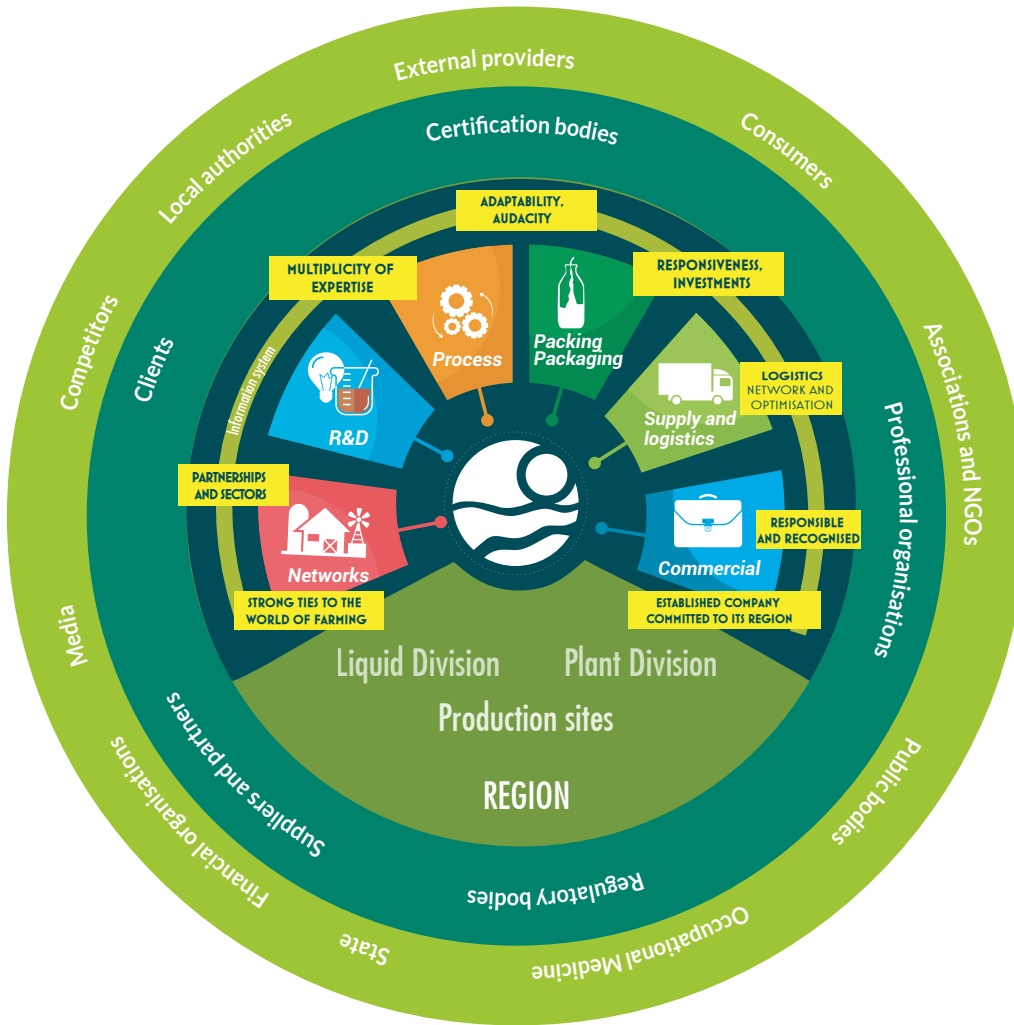 External providers
Local authorities
Consumers
Certification bodies
Competitors
Clients
Associations and NGOs
Professional organisations
ADAPTABILITY,
AUDACITY
MULTIPLICITY OF
EXPERTISE
RESPONSIVENESS,
INVESTMENTS
Information system
Process
Packing
Packaging
R&D
Supply and
logistics
LOGISTICS
NETWORK AND
OPTIMISATION
PARTNERSHIPS
AND SECTORS
RESPONSIBLE
AND RECOGNISED
Networks
Commercial
STRONG TIES TO THE
WORLD OF FARMING
ESTABLISHED COMPANY
COMMITTED TO ITS REGION
Liquid Division
Plant Division
Production sites
REGION
Media
Suppliers and partners
Financial organisations
Public bodies
Regulatory bodies
State
Occupational Medicine